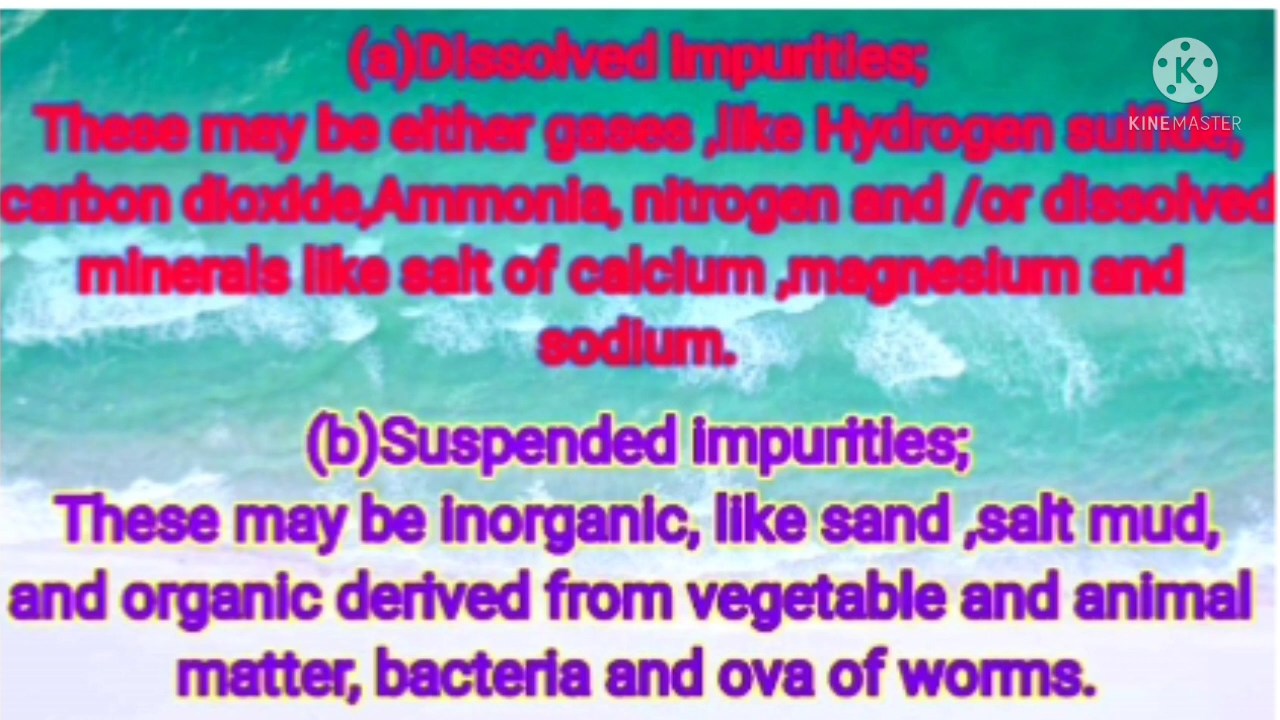 (a)Dissolved impurities;
These may be either gases ,like Hydrogen sulfide,
carbon dioxide,Ammonia, nitrogen and /or dissolved
minerals like salt of calcium ,magnesium and
sodium.
(b)Suspended impurities;
These may be inorganic, like sand ,salt mud,
and organic derived from vegetable and animal
matter, bacteria and ova of worms.
K
KINEMASTER